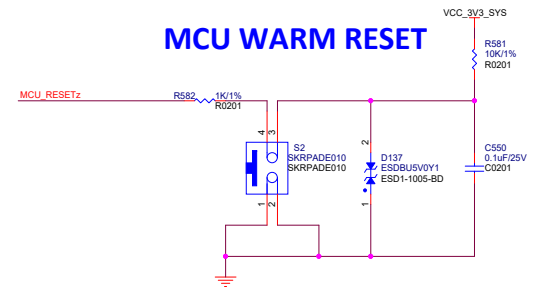 VCC_3V3_SYS
MCU WARM RESET
R581
10K/1%
R0201
MCU_RESETz
R582
1K/1%
R0201
4
3
S2
SKRPADE010
SKRPADE010
2
D137
ESDBU5V0Y1
ESD1-1005-BD
C550
0.1uF/25V
C0201
1
2
1